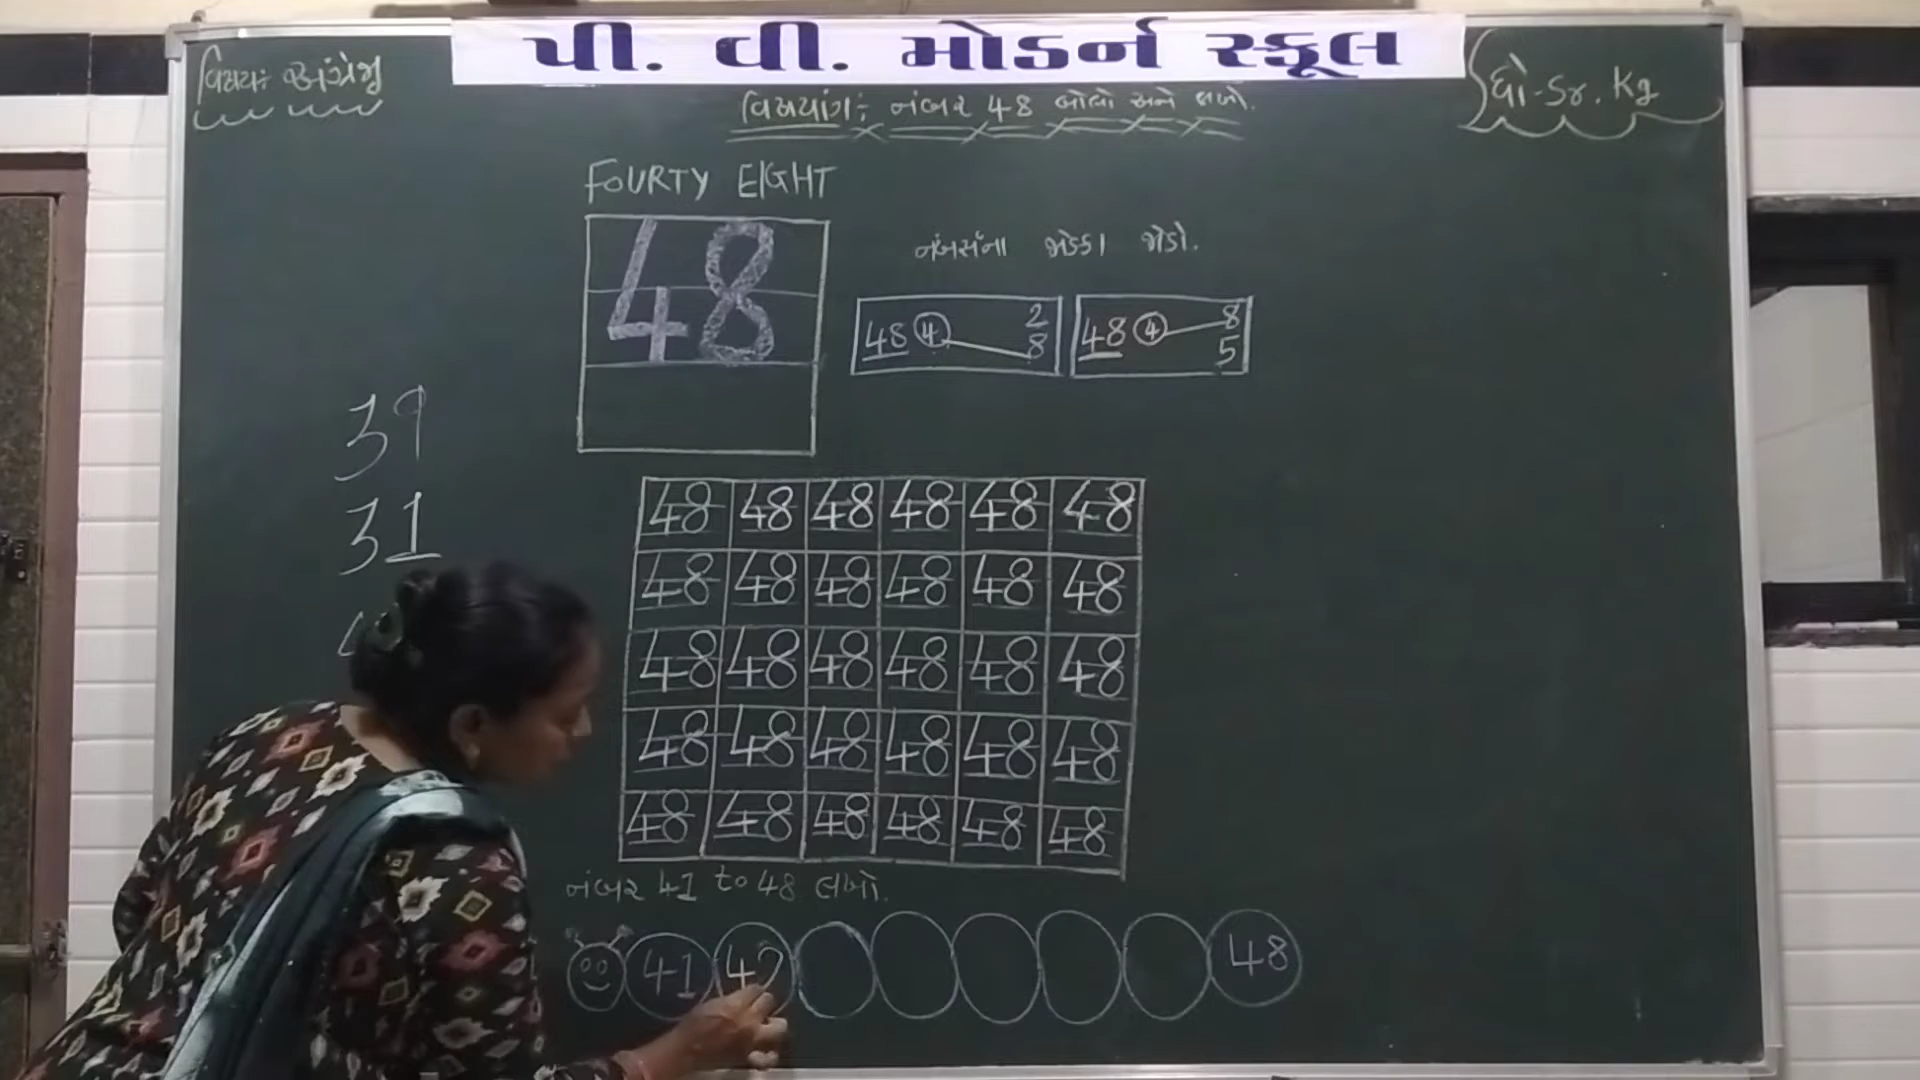 પી. વી. મોડર્ન સ્કૂલ
વિષય: અંગ્રેજી
ધો-Sr. Kg
વિષયાંગ: નંબર 48 બોલો અને લખો.
FOURTY EIGHT
48
નંબર્સના જોડકા જોડો.
48 4 2 8
48 4 8 5
39
31
48 48 48 48 48 48
48 48 48 48 48 48
48 48 48 48 48 48
48 48 48 48 48 48
48 48 48 48 48 48
નંબર 41 to 48 લખો.
41 42 48